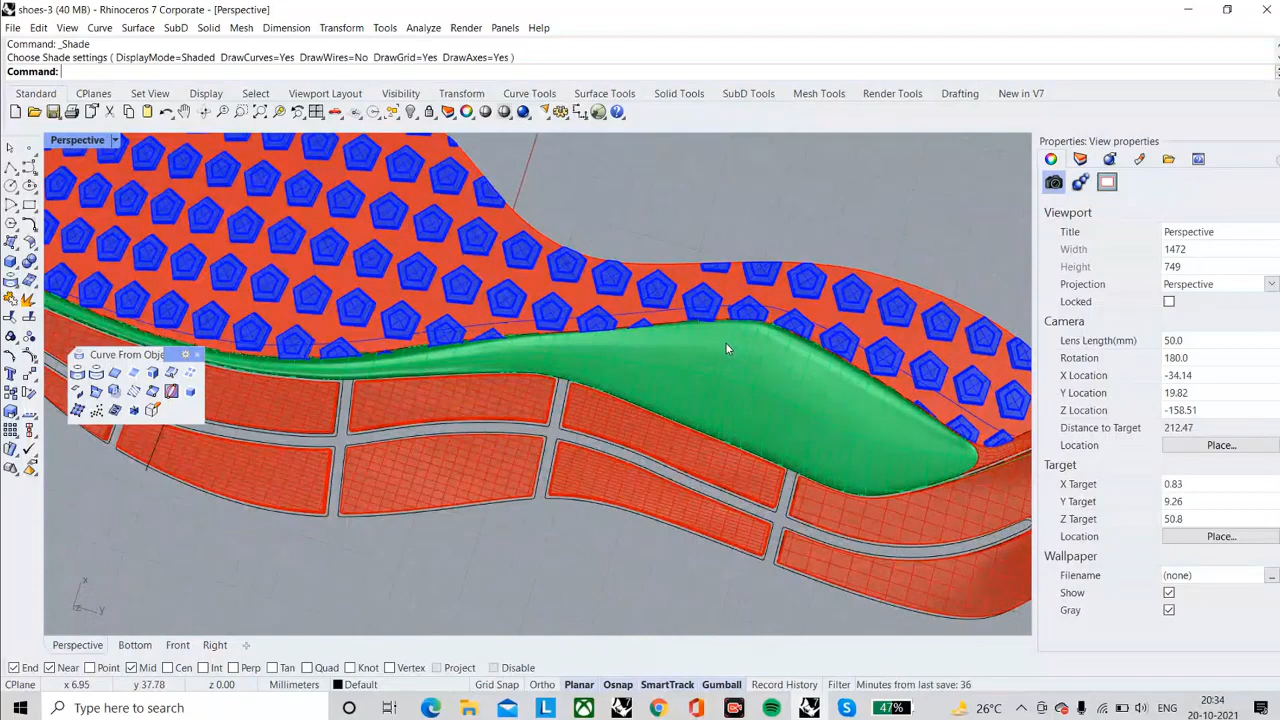 shoes-3 (40 MB) - Rhinoceros 7 Corporate - [Perspective]
File Edit View Curve Surface SubD Solid Mesh Dimension Transform Tools Analyze Render Panels Help
Command: _Shade
Choose Shade settings ( DisplayMode=Shaded DrawCurves=Yes DrawWires=No DrawGrid=Yes DrawAxes=Yes )
Command:
Standard CPlanes Set View Display Select Viewport Layout Visibility Transform Curve Tools Surface Tools Solid Tools SubD Tools Mesh Tools Render Tools Drafting New in V7
Perspective
Properties: View properties
Viewport
Title Perspective
Width 1472
Height 749
Projection Perspective
Locked
Camera
Lens Length(mm) 50.0
Rotation 180.0
X Location -34.14
Y Location 19.82
Z Location -158.51
Distance to Target 212.47
Location Place...
Target
X Target 0.83
Y Target 9.26
Z Target 50.8
Location Place...
Wallpaper
Filename (none) ...
Show
Gray
Curve From Obje
x
z y
Perspective Bottom Front Right
End Near Point Mid Cen Int Perp Tan Quad Knot Vertex Project Disable
CPlane x 6.95 y 37.78 z 0.00 Millimeters Default Grid Snap Ortho Planar Osnap SmartTrack Gumball Record History Filter Minutes from last save: 36
Type here to search
L
47%
26°C
ENG
20:34
20-10-2021